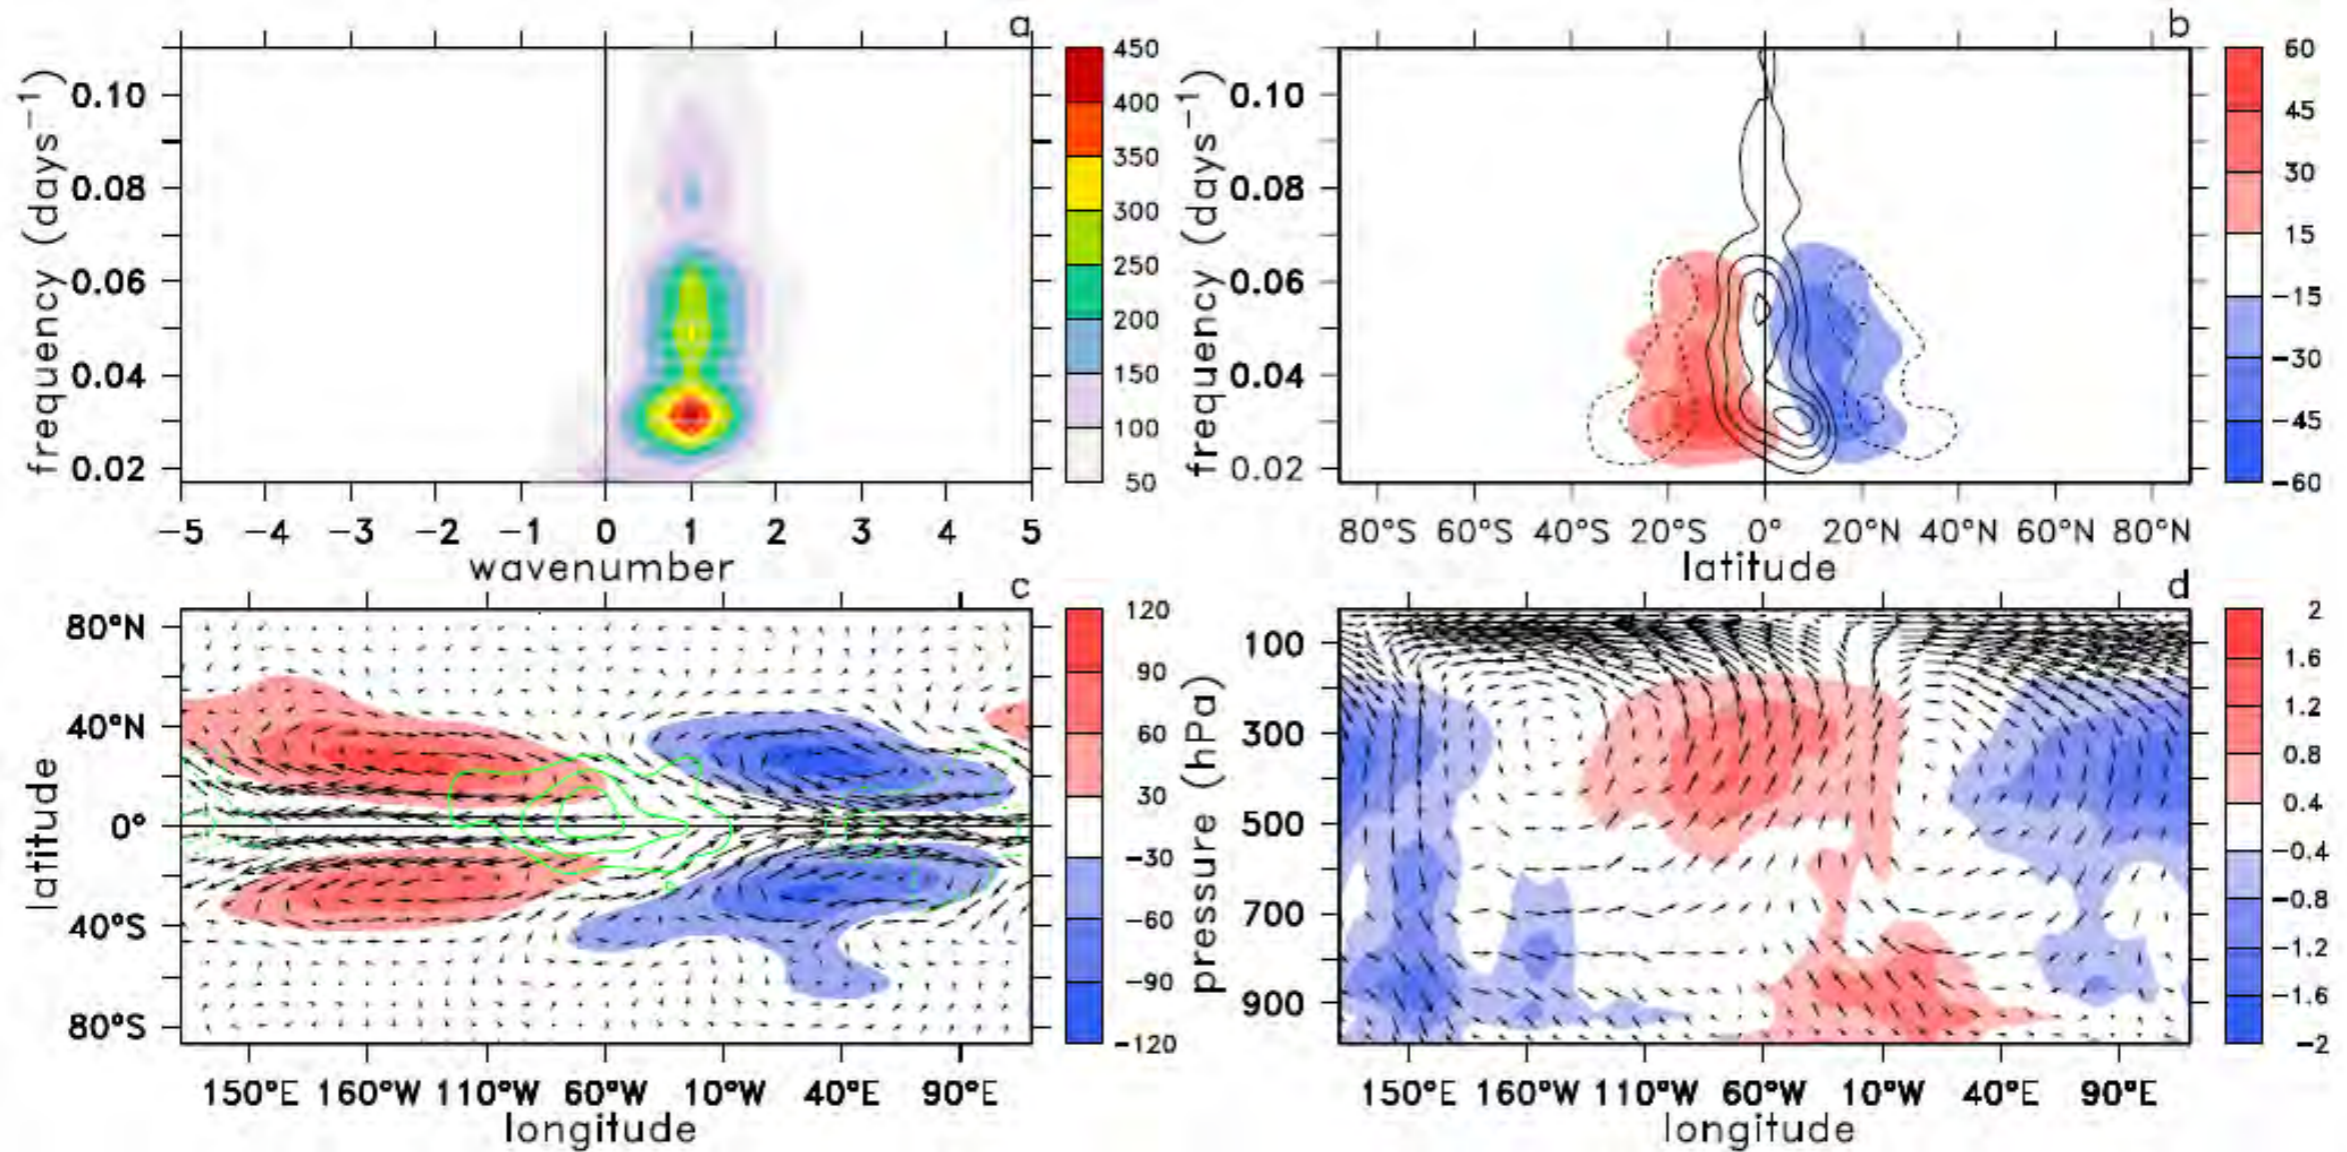 a
b
0.10
0.08
0.06
0.04
0.02
frequency (days⁻¹)
−5 −4 −3 −2 −1 0 1 2 3 4 5
wavenumber
450
400
350
300
250
200
150
100
50
0.10
0.08
0.06
0.04
0.02
frequency (days⁻¹)
80°S 60°S 40°S 20°S 0° 20°N 40°N 60°N 80°N
latitude
60
45
30
15
−15
−30
−45
−60
c
d
80°N
40°N
0°
40°S
80°S
latitude
150°E 160°W 110°W 60°W 10°W 40°E 90°E
longitude
120
90
60
30
−30
−60
−90
−120
100
300
500
700
900
pressure (hPa)
150°E 160°W 110°W 60°W 10°W 40°E 90°E
longitude
2
1.6
1.2
0.8
0.4
−0.4
−0.8
−1.2
−1.6
−2